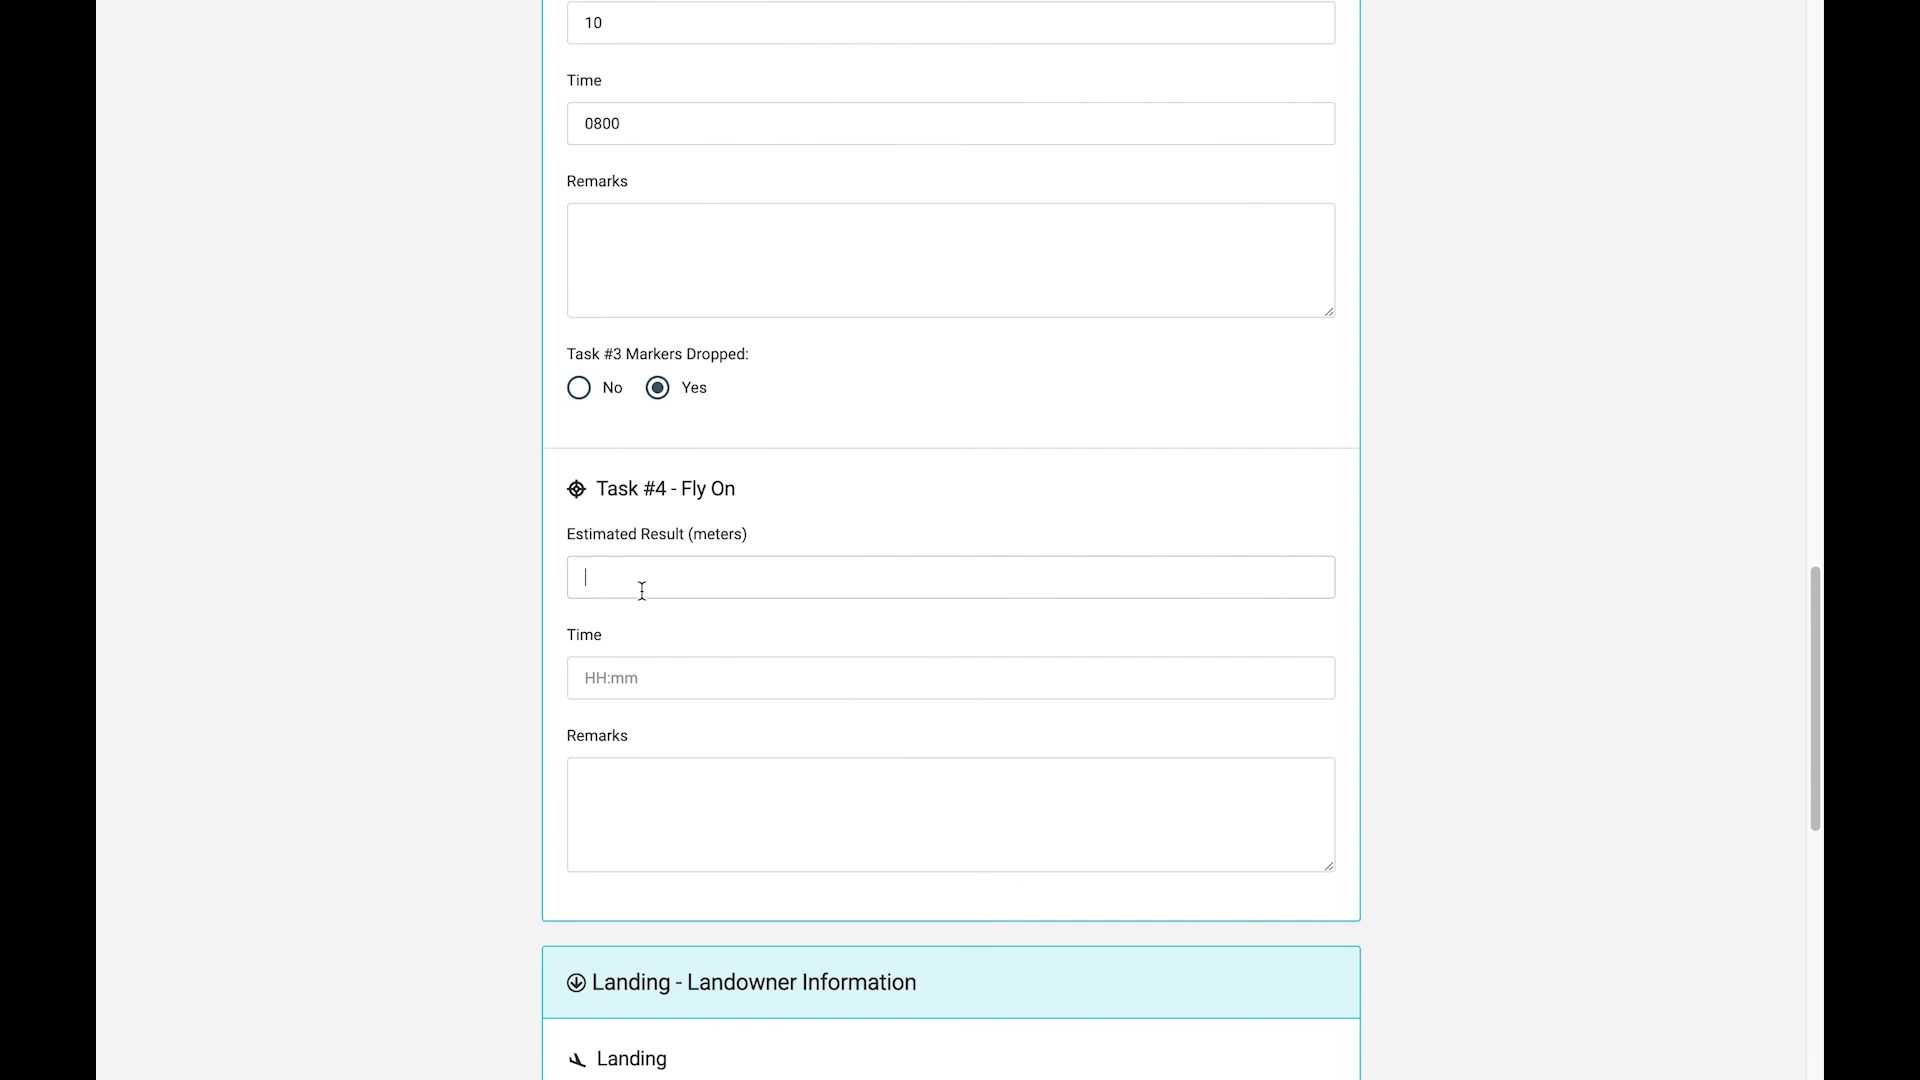 10
Time
0800
Remarks
Task #3 Markers Dropped:
No Yes
Task #4 - Fly On
Estimated Result (meters)
Time
HH:mm
Remarks
Landing - Landowner Information
Landing